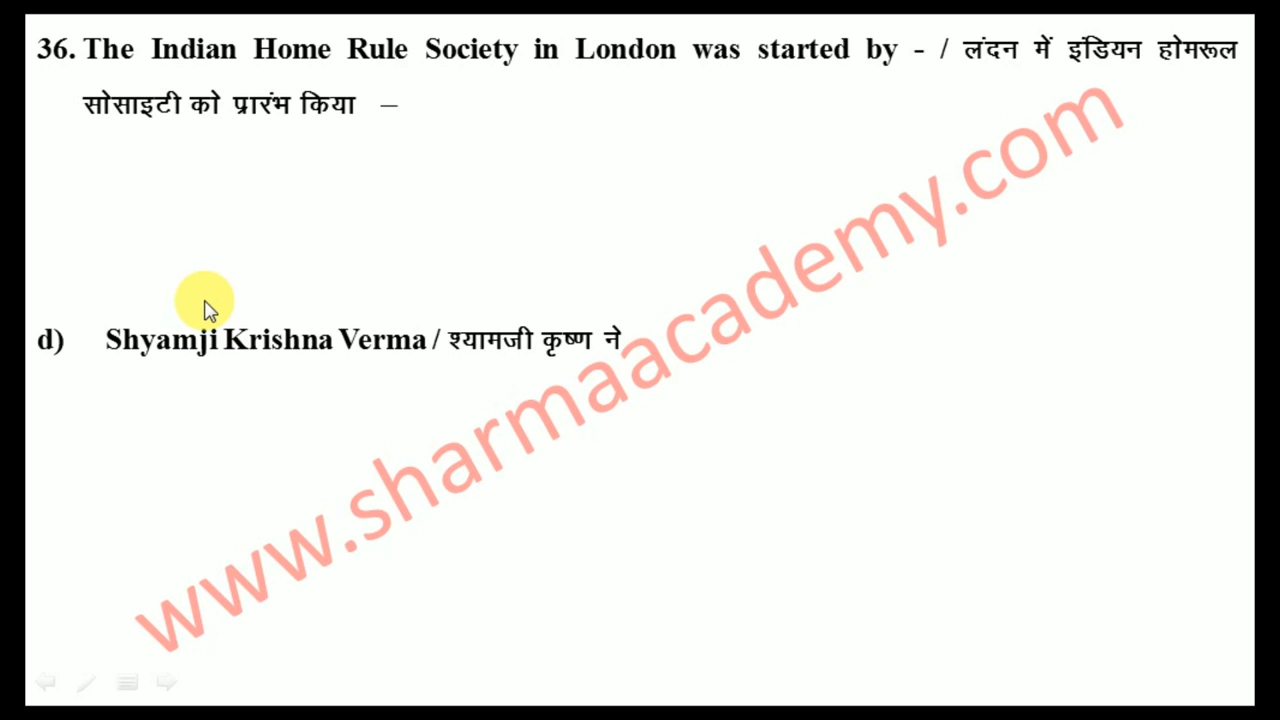 36. The Indian Home Rule Society in London was started by - / लंदन में इंडियन होमरूल
सोसाइटी को प्रारंभ किया –
d) Shyamji Krishna Verma / श्यामजी कृष्ण ने
www.sharmaacademy.com